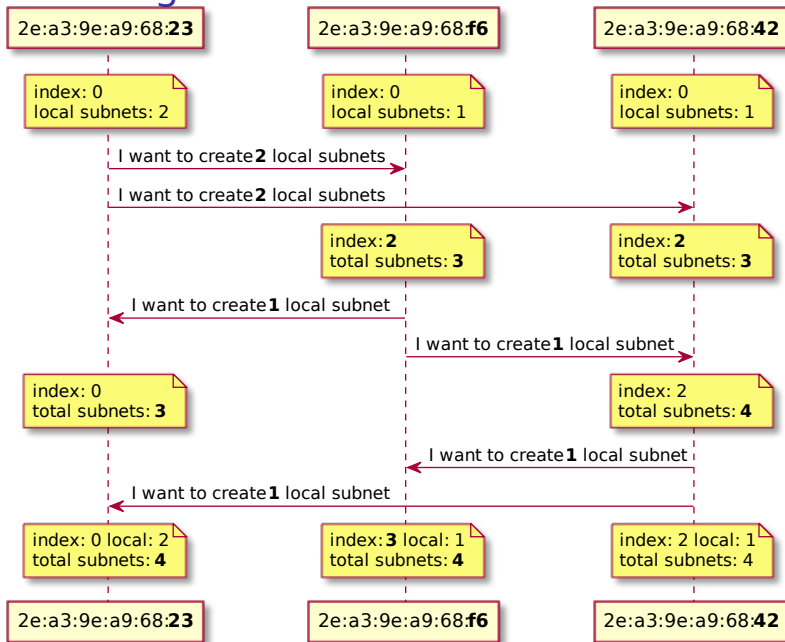 2e:a3:9e:a9:68:23
2e:a3:9e:a9:68:f6
2e:a3:9e:a9:68:42
index: 0
local subnets: 2
index: 0
local subnets: 1
index: 0
local subnets: 1
I want to create 2 local subnets
I want to create 2 local subnets
index: 2
total subnets: 3
index: 2
total subnets: 3
I want to create 1 local subnet
I want to create 1 local subnet
index: 0
total subnets: 3
index: 2
total subnets: 4
I want to create 1 local subnet
I want to create 1 local subnet
index: 0 local: 2
total subnets: 4
index: 3 local: 1
total subnets: 4
index: 2 local: 1
total subnets: 4
2e:a3:9e:a9:68:23
2e:a3:9e:a9:68:f6
2e:a3:9e:a9:68:42